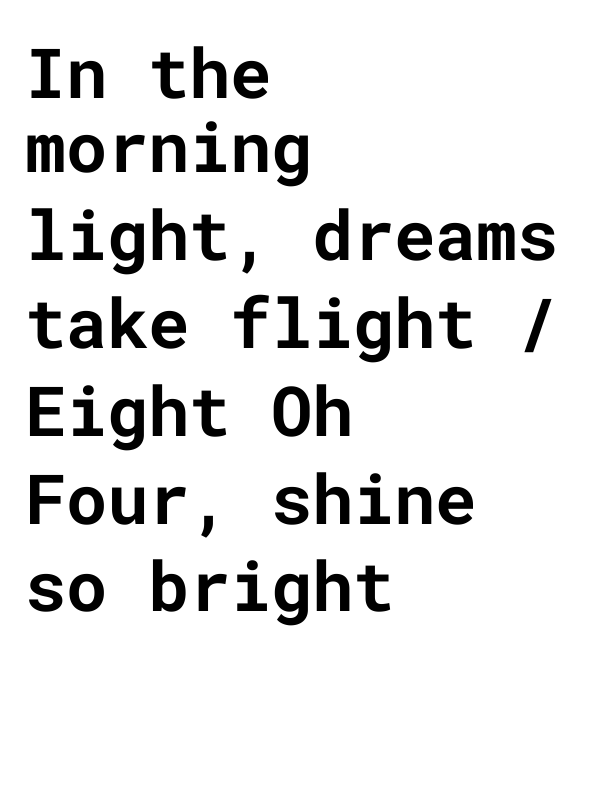 In the
morning
light, dreams
take flight /
Eight Oh
Four, shine
so bright